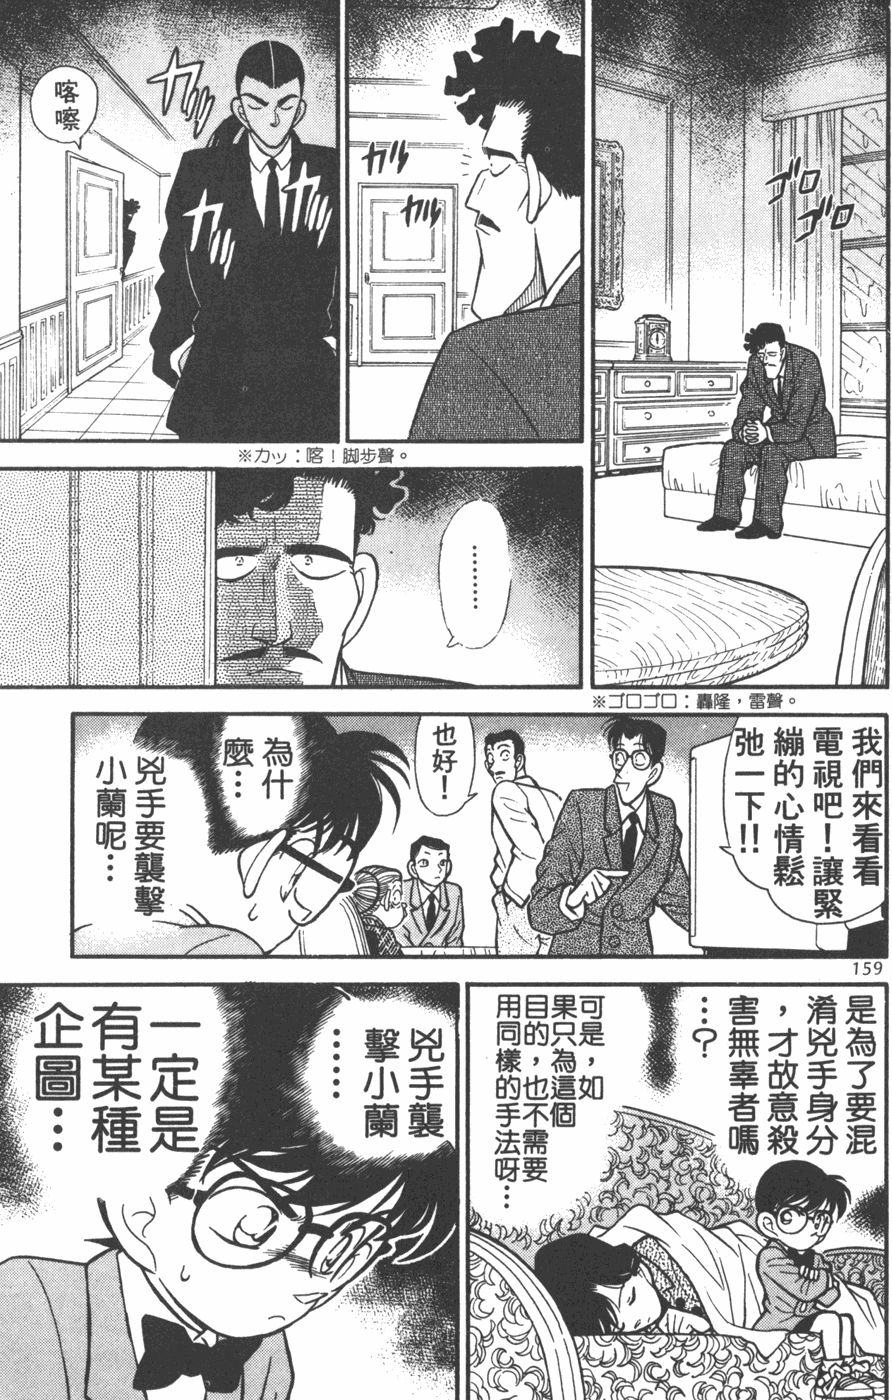 ゴロ
ゴロ
※ゴロゴロ：轟隆，雷聲。
カッ
カッ
カッ
カッ
カッ
喀嚓
※カッ：喀！脚步聲。
………
我們來看看
電視吧！讓緊
繃的心情鬆
弛一下!!
也好！
為什
麼…
兇手要襲擊
小蘭呢…
159
是為了要混
淆兇手身分
，才故意殺
害無辜者嗎
…？
可是，如
果只為這個
目的，也不需要
用同樣的手法呀…
兇手襲
擊小蘭
……
一定是
有某種
企圖…